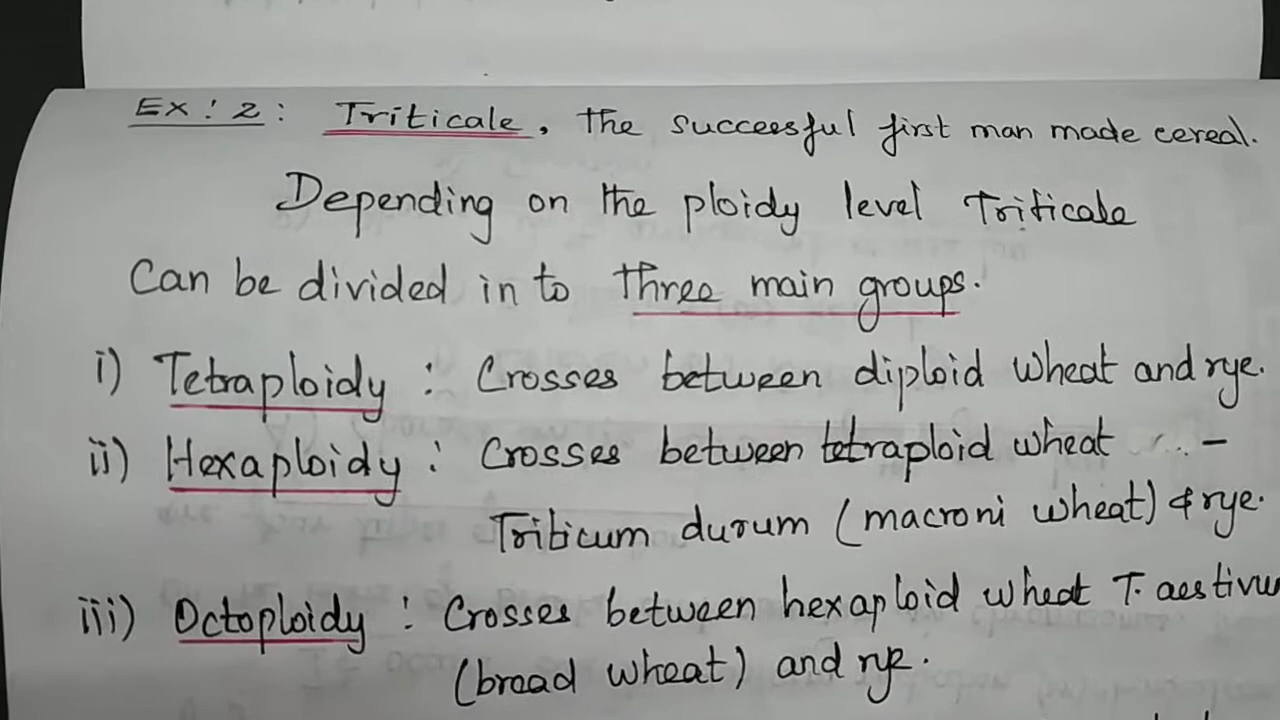 Ex: 2: Triticale, the successful first man made cereal.
Depending on the ploidy level Triticale
Can be divided in to three main groups.
i) Tetraploidy : Crosses between diploid wheat and rye.
ii) Hexaploidy : Crosses between tetraploid wheat -
Triticum durum (macroni wheat) & rye.
iii) Octoploidy : Crosses between hexaploid wheat T. aestivu
(bread wheat) and rye.